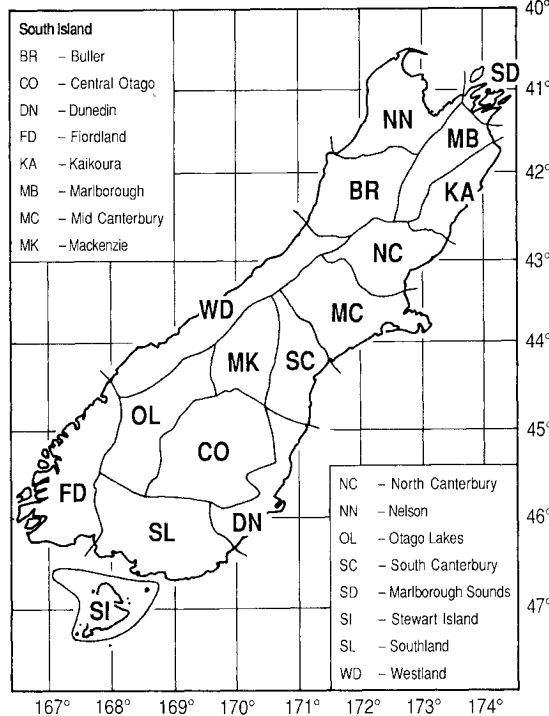 South Island
BR – Buller
CO – Central Otago
DN – Dunedin
FD – Fiordland
KA – Kaikoura
MB – Marlborough
MC – Mid Canterbury
MK – Mackenzie
40°
41°
42°
43°
44°
45°
46°
47°
SD
NN
MB
BR
KA
NC
WD
MC
MK
SC
OL
CO
FD
SL
DN
SI
NC – North Canterbury
NN – Nelson
OL – Otago Lakes
SC – South Canterbury
SD – Marlborough Sounds
SI – Stewart Island
SL – Southland
WD – Westland
167° 168° 169° 170° 171° 172° 173° 174°